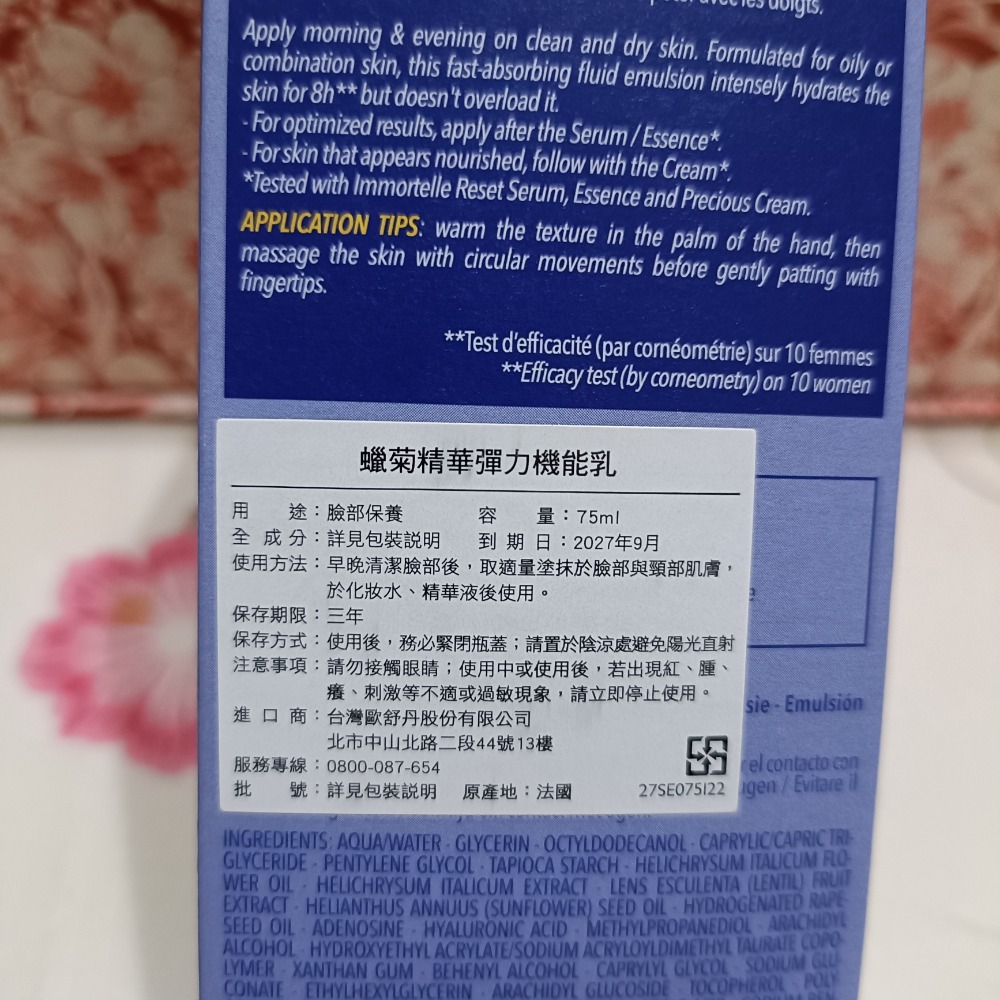 avec les doigts.
Apply morning & evening on clean and dry skin. Formulated for oily or
combination skin, this fast-absorbing fluid emulsion intensely hydrates the
skin for 8h** but doesn't overload it.
- For optimized results, apply after the Serum / Essence*.
- For skin that appears nourished, follow with the Cream*.
*Tested with Immortelle Reset Serum, Essence and Precious Cream.
APPLICATION TIPS: warm the texture in the palm of the hand, then
massage the skin with circular movements before gently patting with
fingertips.
**Test d'efficacité (par cornéométrie) sur 10 femmes
**Efficacy test (by corneometry) on 10 women
蠟菊精華彈力機能乳
用途：臉部保養 容量：75ml
全成分：詳見包裝説明 到期日：2027年9月
使用方法：早晚清潔臉部後，取適量塗抹於臉部與頸部肌膚，
於化妝水、精華液後使用。
保存期限：三年
保存方式：使用後，務必緊閉瓶蓋；請置於陰涼處避免陽光直射
注意事項：請勿接觸眼睛；使用中或使用後，若出現紅、腫、
癢、刺激等不適或過敏現象，請立即停止使用。
進口商：台灣歐舒丹股份有限公司
北市中山北路二段44號13樓
服務專線：0800-087-654
批號：詳見包裝説明 原產地：法國 27SE075I22
sie - Emulsión
el contacto con
gen / Evitare il
INGREDIENTS: AQUA/WATER - GLYCERIN - OCTYLDODECANOL - CAPRYLIC/CAPRIC TRI-
GLYCERIDE - PENTYLENE GLYCOL - TAPIOCA STARCH - HELICHRYSUM ITALICUM FLO-
WER OIL - HELICHRYSUM ITALICUM EXTRACT - LENS ESCULENTA (LENTIL) FRUIT
EXTRACT - HELIANTHUS ANNUUS (SUNFLOWER) SEED OIL - HYDROGENATED RAPE-
SEED OIL - ADENOSINE - HYALURONIC ACID - METHYLPROPANEDIOL - ARACHIDYL
ALCOHOL - HYDROXYETHYL ACRYLATE/SODIUM ACRYLOYLDIMETHYL TAURATE COPO-
LYMER - XANTHAN GUM - BEHENYL ALCOHOL - CAPRYLYL GLYCOL - SODIUM GLU-
CONATE - ETHYLHEXYLGLYCERIN - ARACHIDYL GLUCOSIDE - TOCOPHEROL - POLY